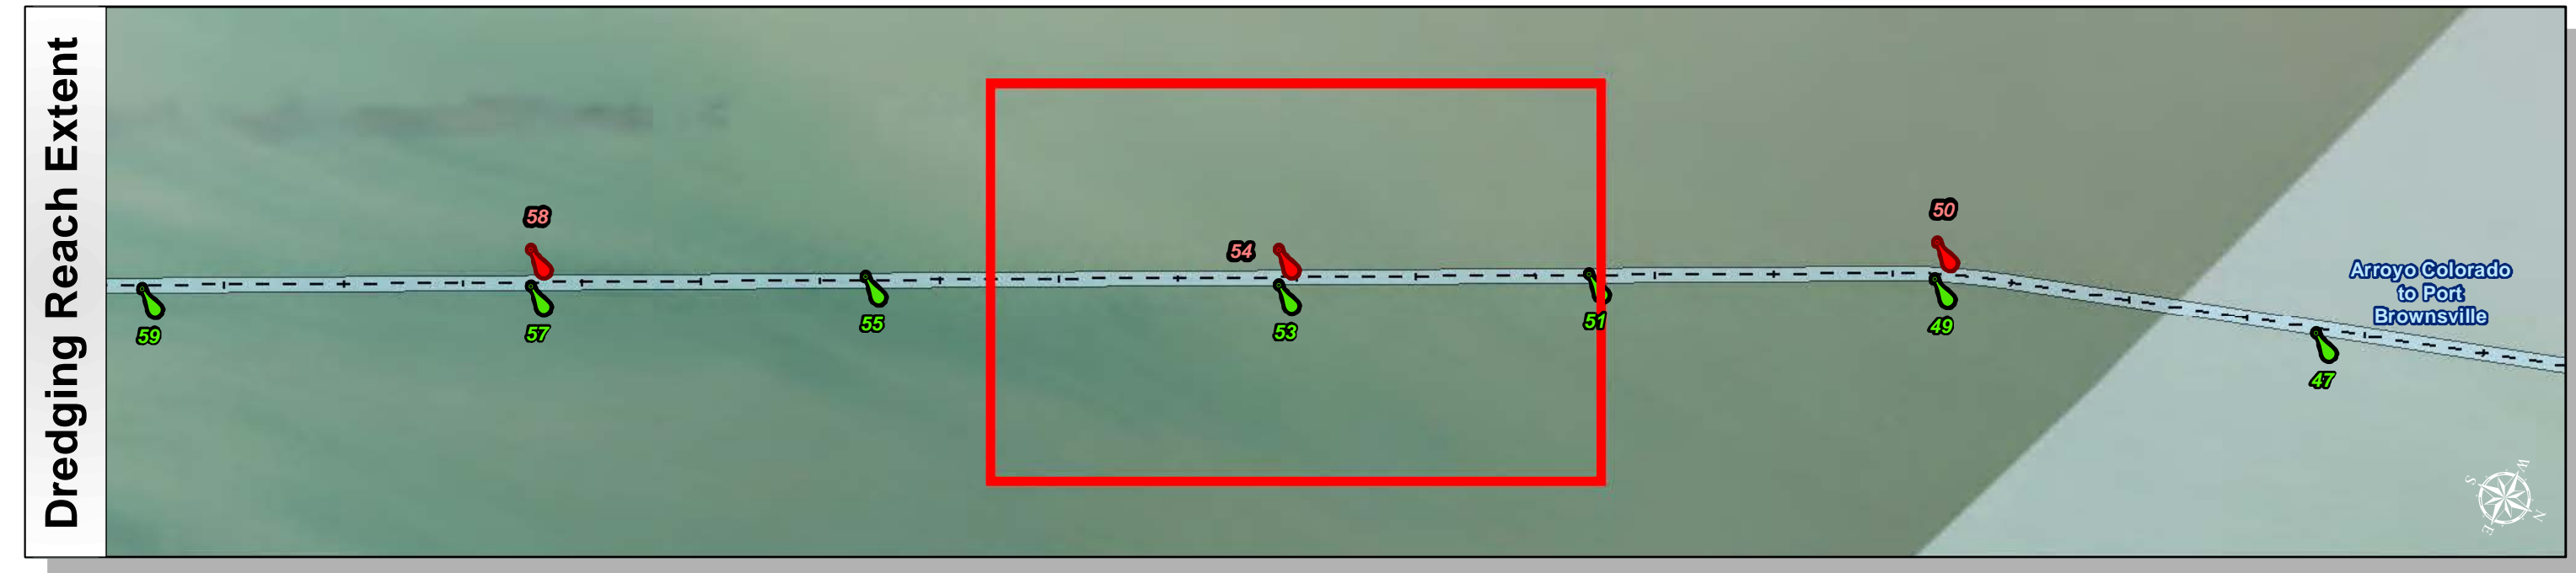 Dredging Reach Extent
58
50
54
Arroyo Colorado
to Port
Brownsville
59
57
55
53
51
49
47
W
S
N
E